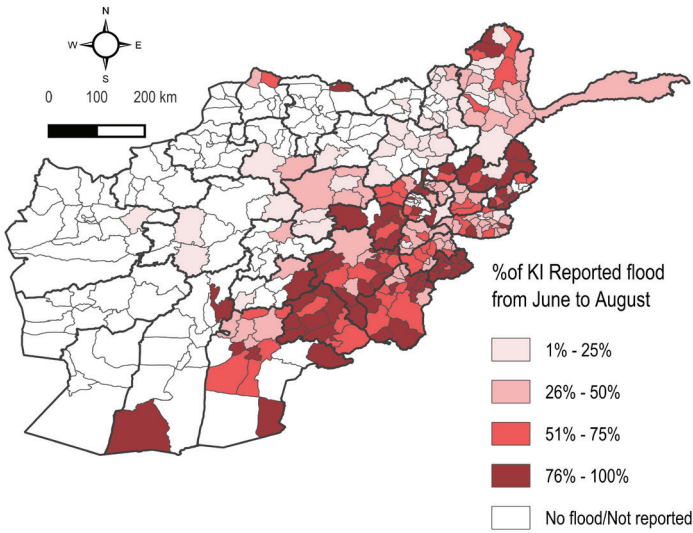 N
W E
S
0 100 200 km
%of KI Reported flood
from June to August
1% - 25%
26% - 50%
51% - 75%
76% - 100%
No flood/Not reported